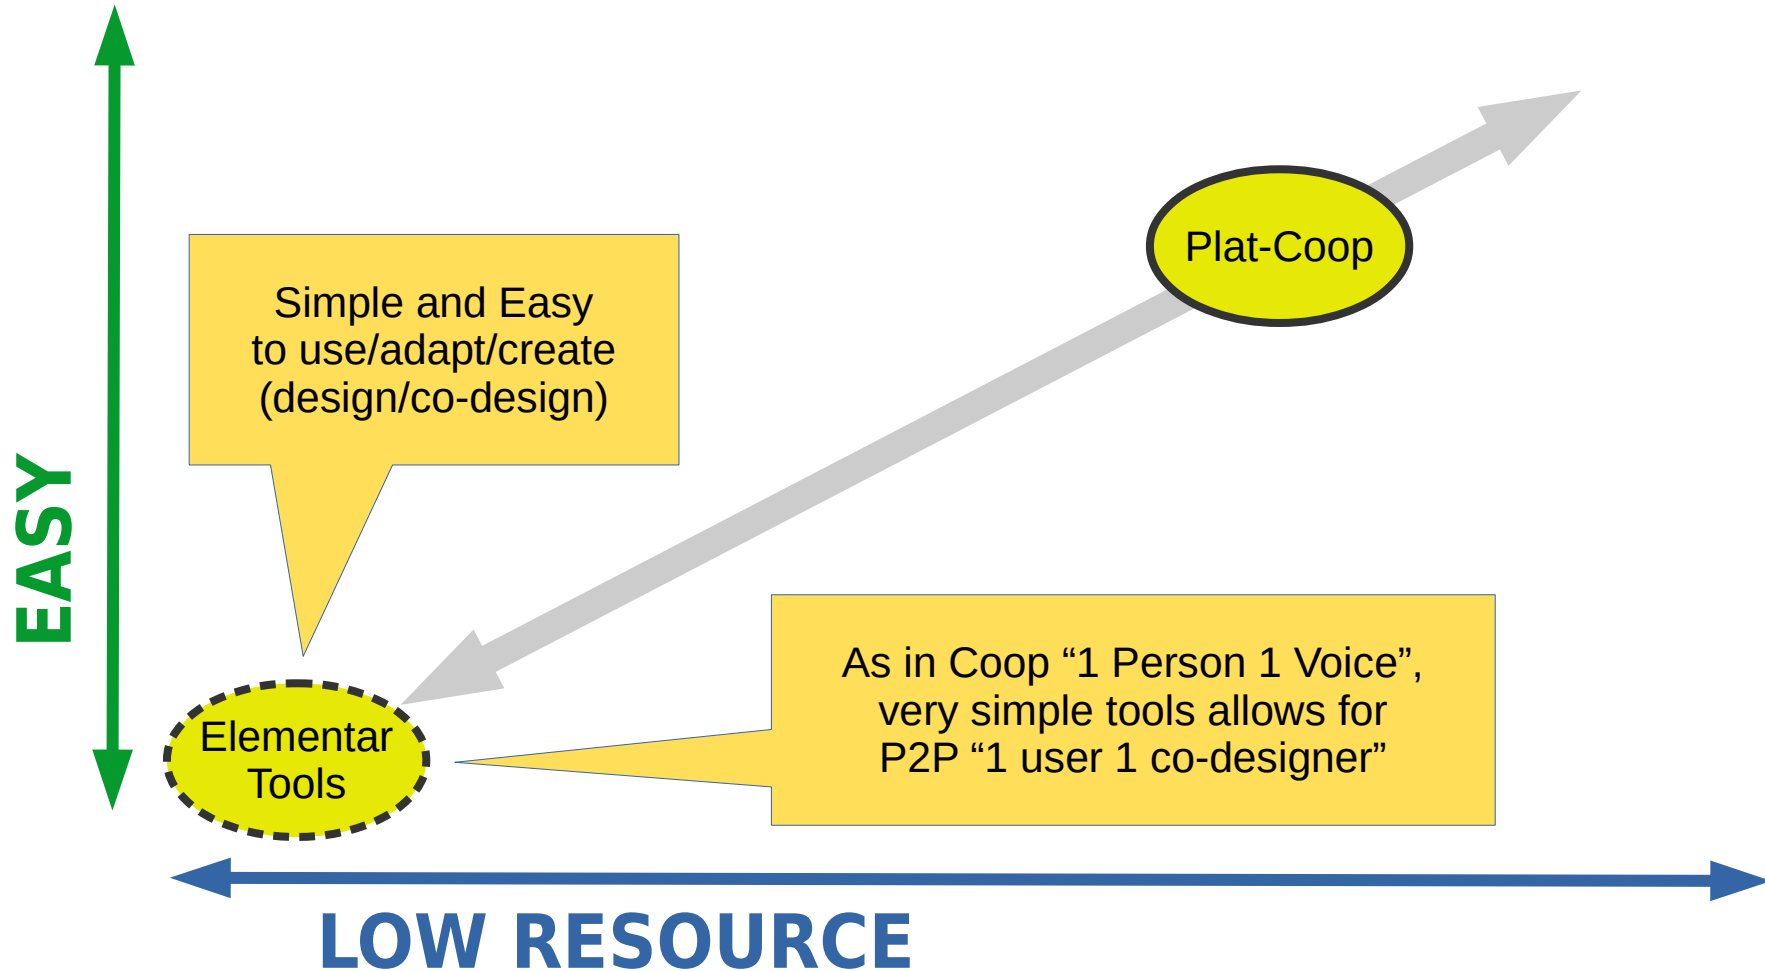 Plat-Coop
Simple and Easy
to use/adapt/create
(design/co-design)
EASY
As in Coop “1 Person 1 Voice”,
very simple tools allows for
P2P “1 user 1 co-designer”
Elementar
Tools
LOW RESOURCE